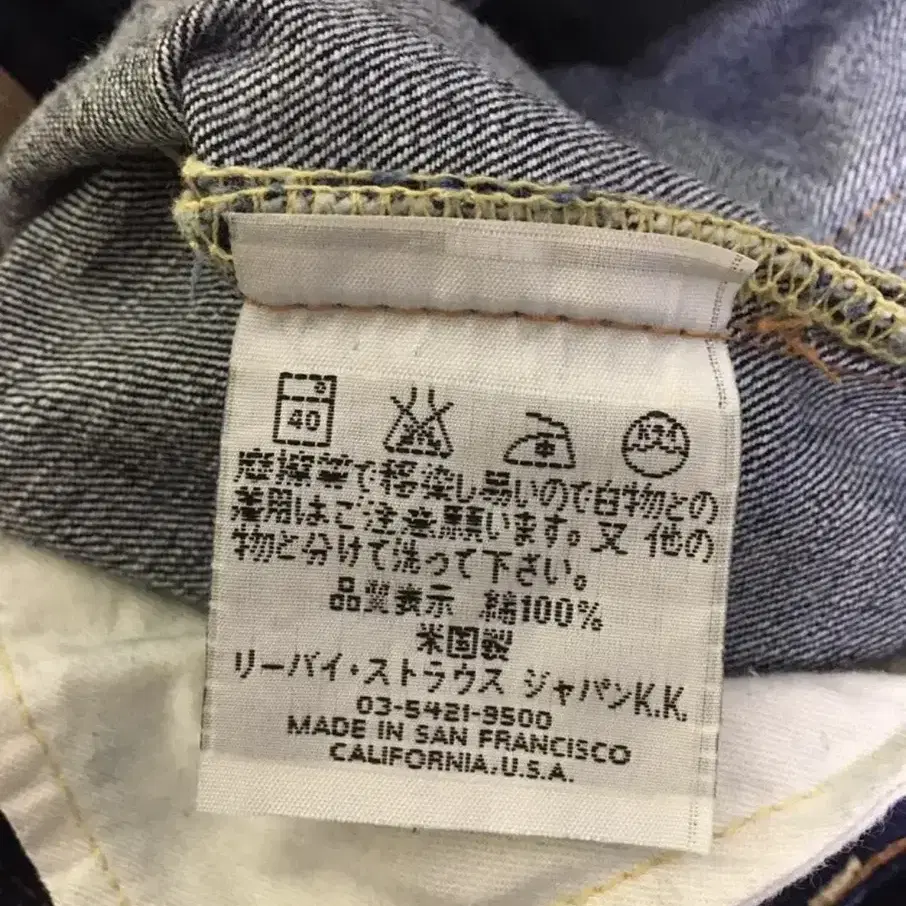 40
摩擦等で移染し易いので白物との
着用はご注意願います。又 他の
物と分けて洗って下さい。
品質表示 綿100%
米国製
リーバイ・ストラウス ジャパンK.K.
03-5421-9500
MADE IN SAN FRANCISCO
CALIFORNIA, U.S.A.